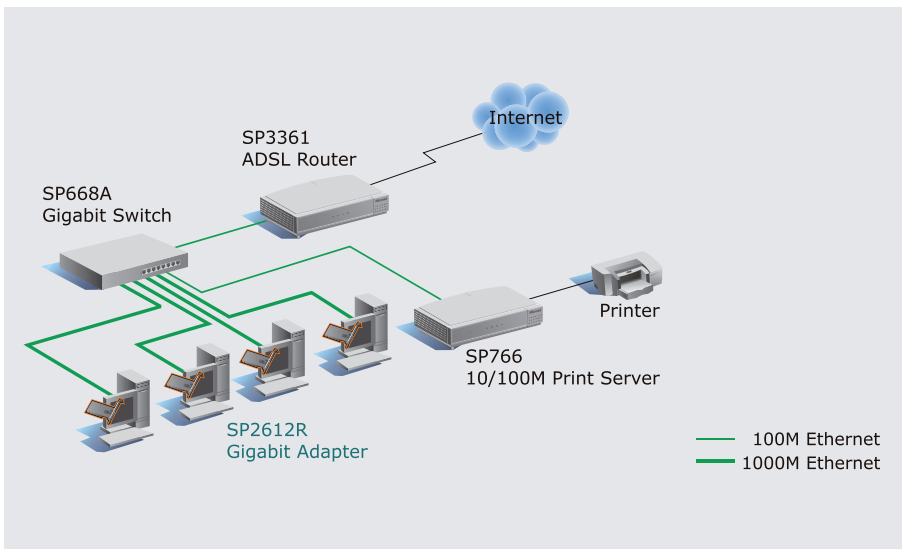 Internet
SP3361
ADSL Router
SP668A
Gigabit Switch
Printer
SP766
10/100M Print Server
SP2612R
Gigabit Adapter
100M Ethernet
1000M Ethernet